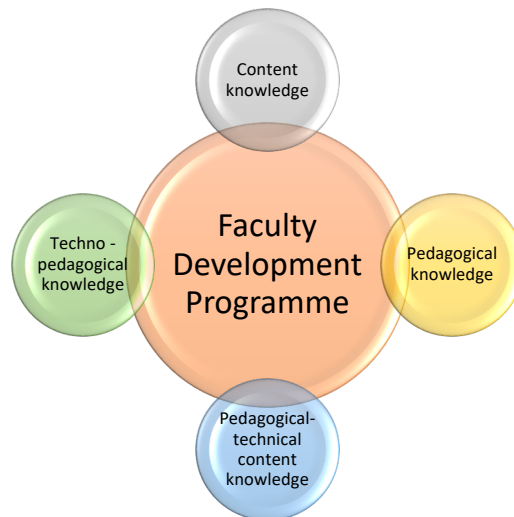 Content
knowledge
Faculty
Development
Programme
Techno -
pedagogical
knowledge
Pedagogical
knowledge
Pedagogical-
technical
content
knowledge